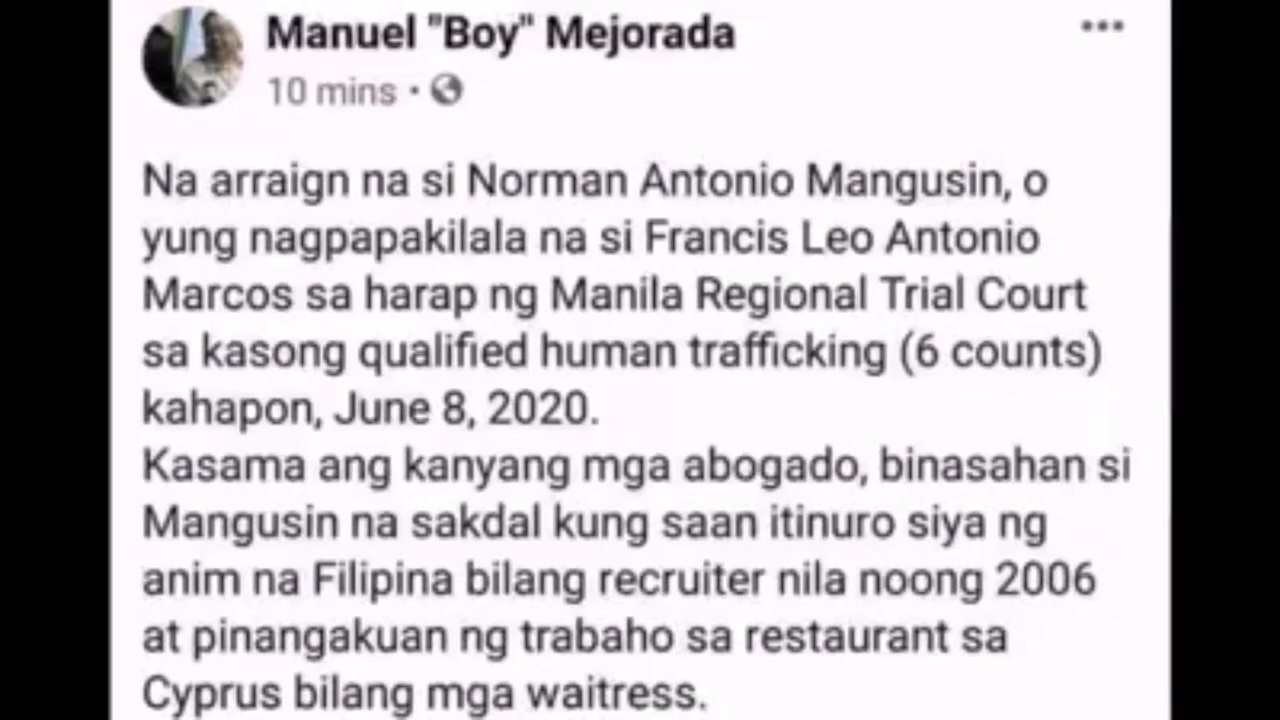 Manuel "Boy" Mejorada
10 mins ·
Na arraign na si Norman Antonio Mangusin, o
yung nagpapakilala na si Francis Leo Antonio
Marcos sa harap ng Manila Regional Trial Court
sa kasong qualified human trafficking (6 counts)
kahapon, June 8, 2020.
Kasama ang kanyang mga abogado, binasahan si
Mangusin na sakdal kung saan itinuro siya ng
anim na Filipina bilang recruiter nila noong 2006
at pinangakuan ng trabaho sa restaurant sa
Cyprus bilang mga waitress.